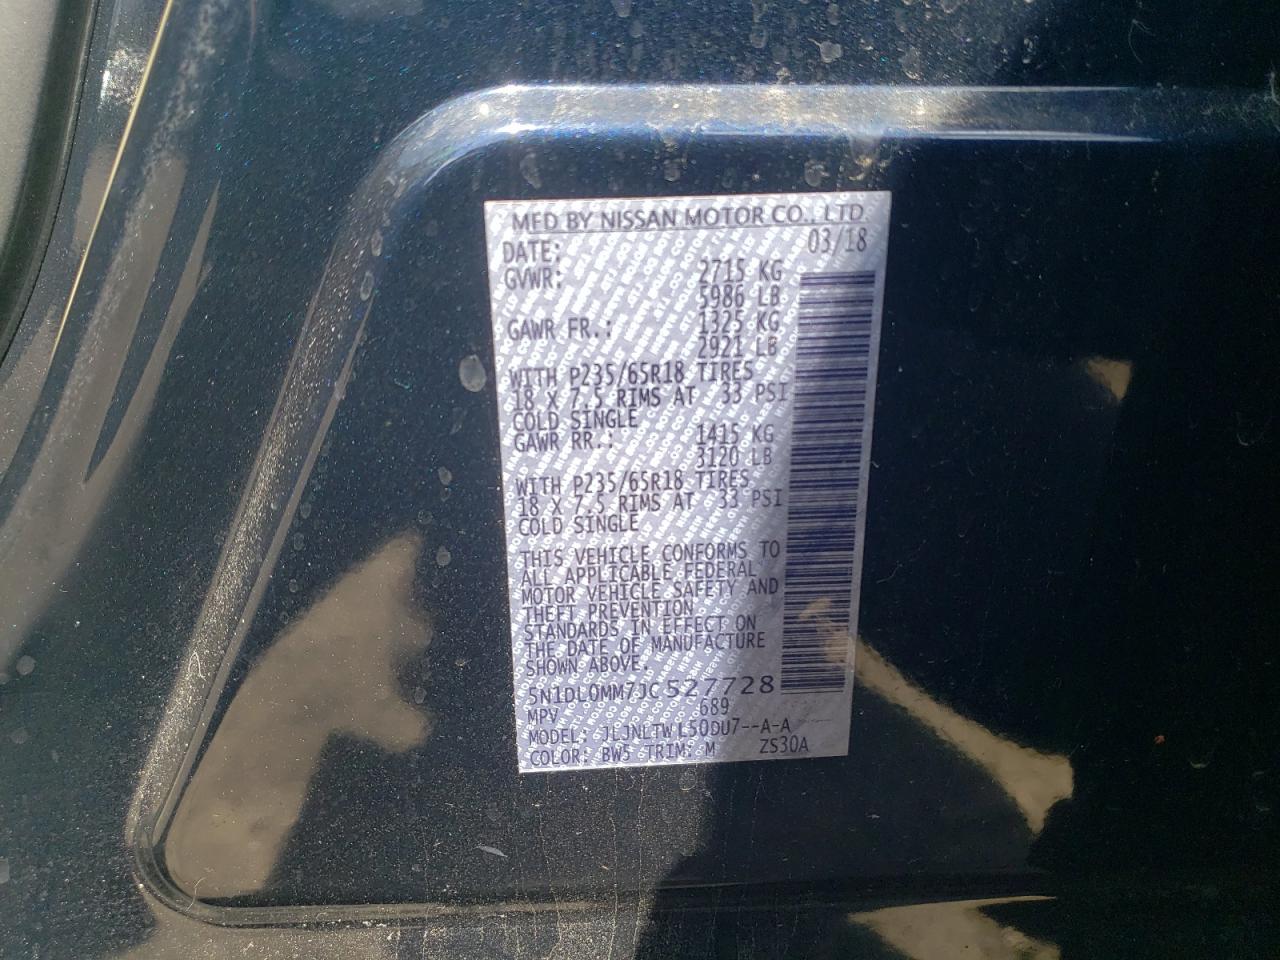 MFD BY NISSAN MOTOR CO., LTD
DATE: 03/18
GVWR: 2715 KG
5986 LB
GAWR FR.: 1325 KG
2921 LB
WITH P235/65R18 TIRES
18 X 7.5 RIMS AT 33 PSI
COLD SINGLE
GAWR RR.: 1415 KG
3120 LB
WITH P235/65R18 TIRES
18 X 7.5 RIMS AT 33 PSI
COLD SINGLE
THIS VEHICLE CONFORMS TO
ALL APPLICABLE FEDERAL
MOTOR VEHICLE SAFETY AND
THEFT PREVENTION
STANDARDS IN EFFECT ON
THE DATE OF MANUFACTURE
SHOWN ABOVE.
5N1DL0MM7JC527728
MPV 689
MODEL: JLJNLTWL50DU7--A-A
COLOR: BW5 TRIM: M ZS30A